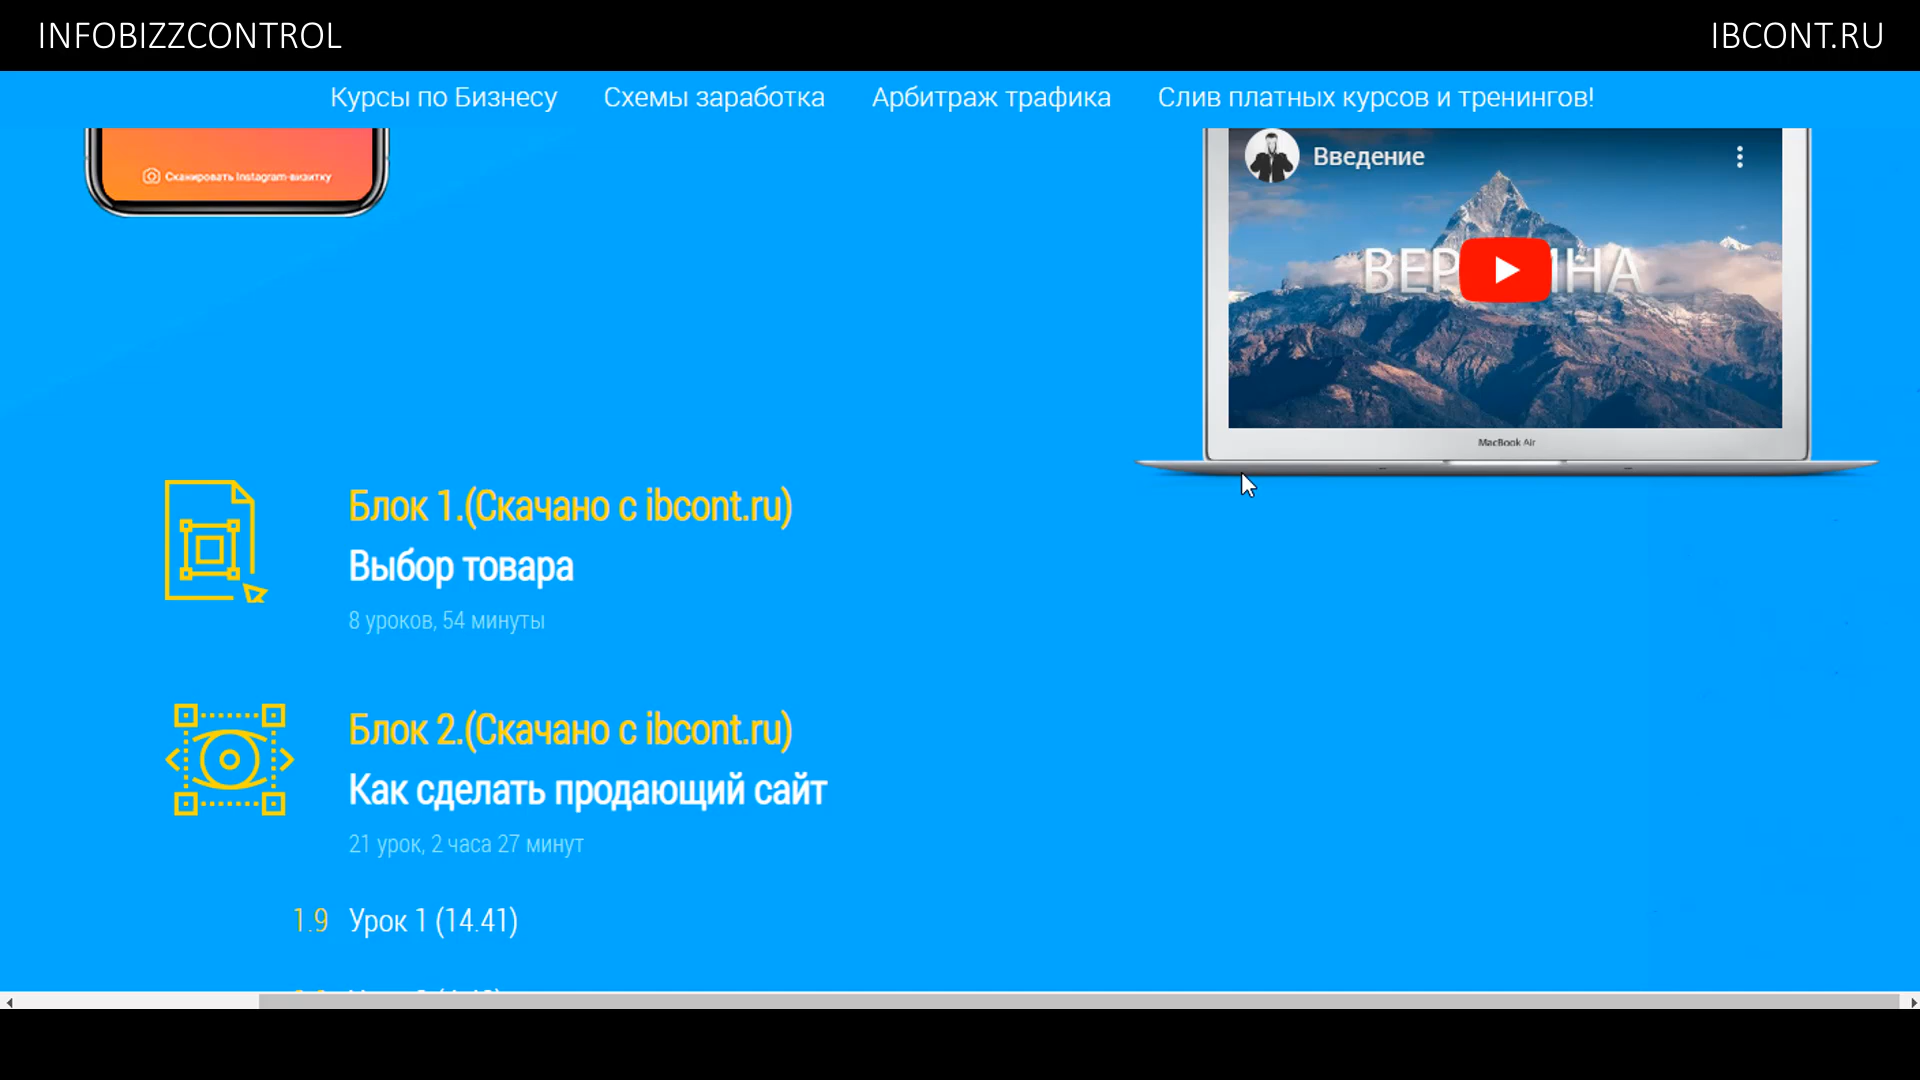 INFOBIZZCONTROL
IBCONT.RU
Курсы по Бизнесу Схемы заработка Арбитраж трафика Слив платных курсов и тренингов!
Сканировать Instagram-визитку
Введение
MacBook Air
Блок 1.(Скачано с ibcont.ru)
Выбор товара
8 уроков, 54 минуты
Блок 2.(Скачано с ibcont.ru)
Как сделать продающий сайт
21 урок, 2 часа 27 минут
1.9 Урок 1 (14.41)